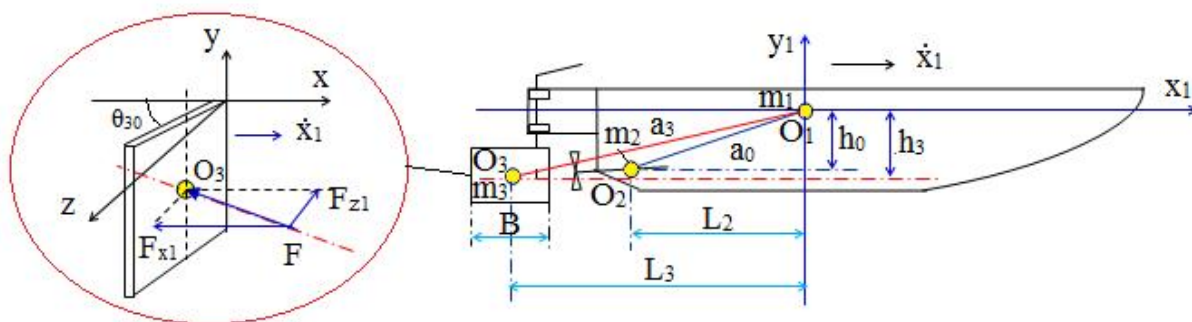 y
x
θ30
ẋ1
O3
z
Fz1
Fx1
F
y1
ẋ1
x1
m1
O1
a3
m2
a0
h0
h3
O3
m3
O2
B
L2
L3